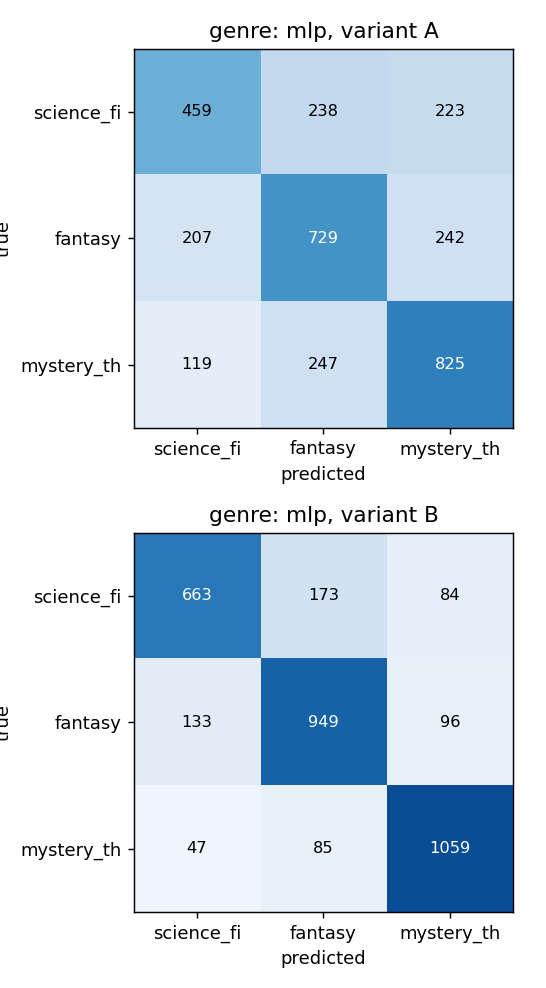 genre: mlp, variant A
science_fi 459 238 223
fantasy 207 729 242
mystery_th 119 247 825
science_fi fantasy mystery_th
predicted
true
genre: mlp, variant B
science_fi 663 173 84
fantasy 133 949 96
mystery_th 47 85 1059
science_fi fantasy mystery_th
predicted
true